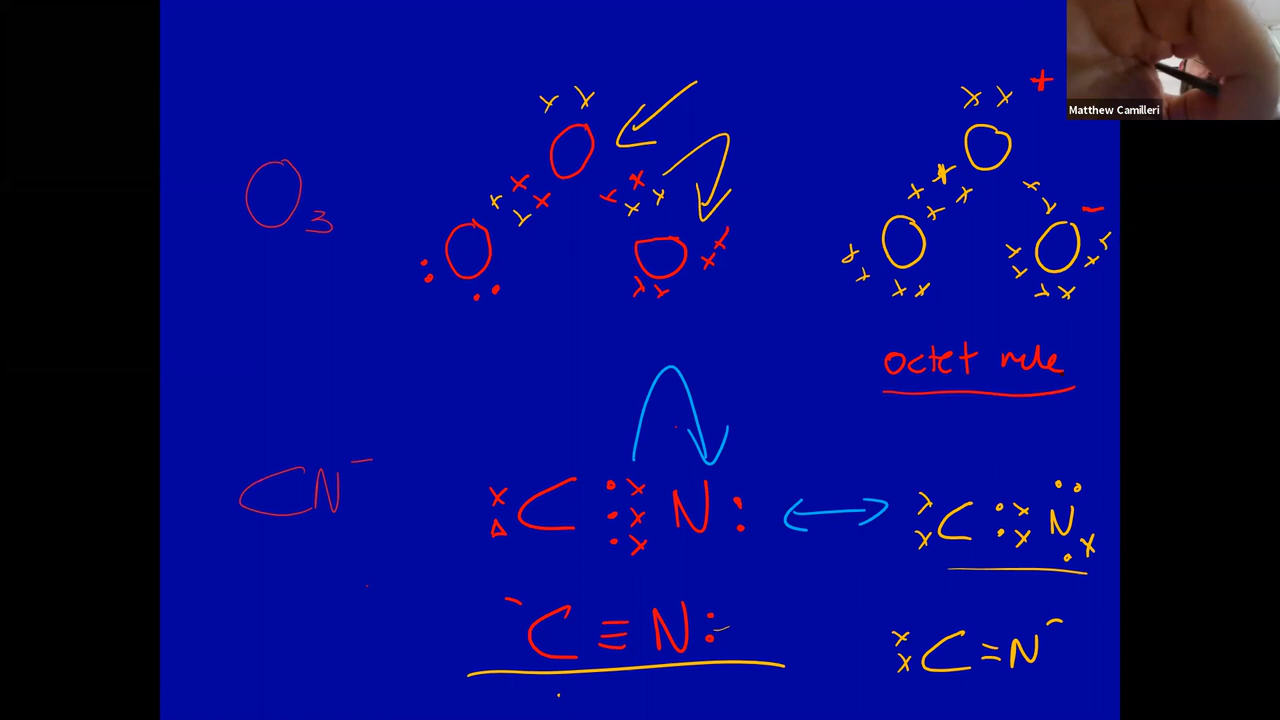 Matthew Camilleri
+
O
O3
O O
O O
-
octet rule
CN-
C N: ↔ C N
-C≡N: C=N-